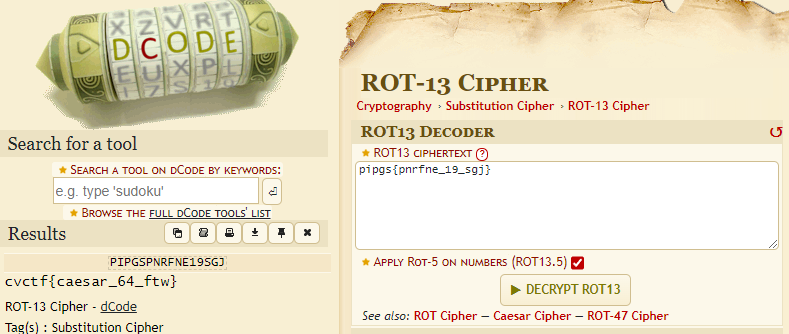 DCODE
Search for a tool
★ Search a tool on dCode by keywords:
e.g. type 'sudoku'
★ Browse the full dCode tools' list
Results
PIPGSPNRFNE19SGJ
cvctf{caesar_64_ftw}
ROT-13 Cipher - dCode
Tag(s) : Substitution Cipher
ROT-13 Cipher
Cryptography › Substitution Cipher › ROT-13 Cipher
ROT13 Decoder
★ ROT13 ciphertext ?
pipgs{pnrfne_19_sgj}
★ Apply Rot-5 on numbers (ROT13.5)
▶ DECRYPT ROT13
See also: ROT Cipher – Caesar Cipher – ROT-47 Cipher